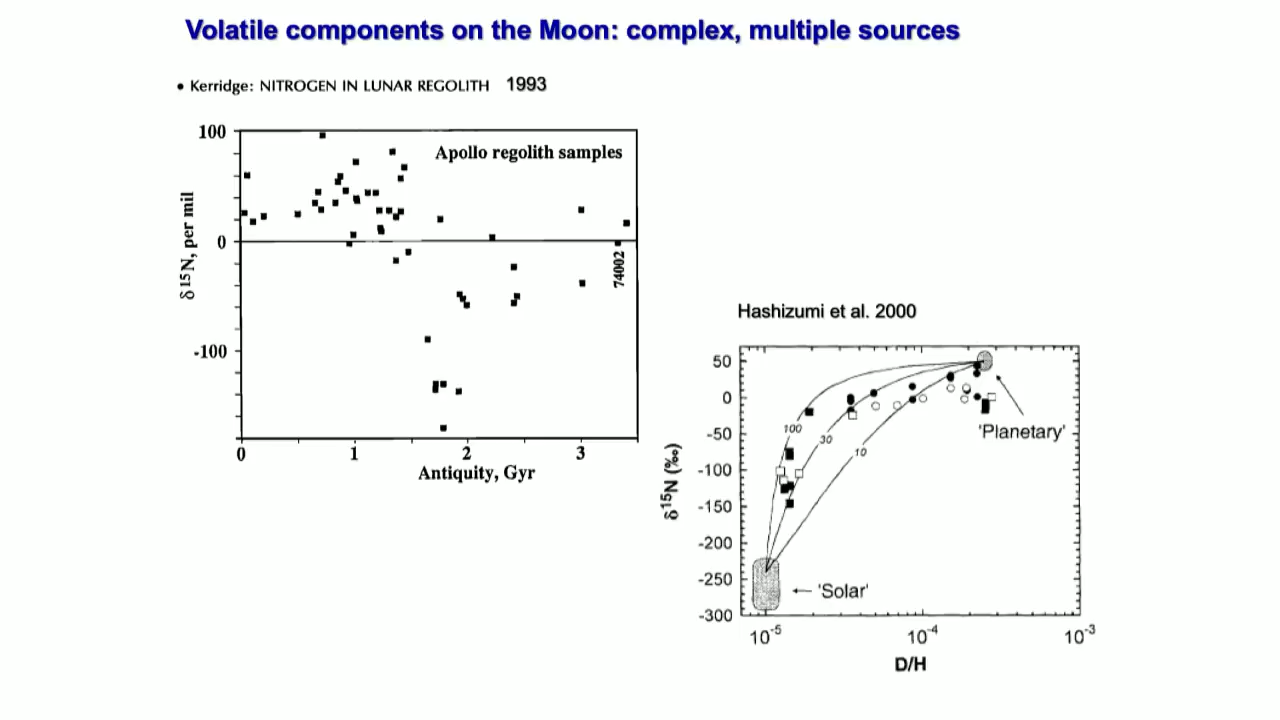 Volatile components on the Moon: complex, multiple sources
• Kerridge: NITROGEN IN LUNAR REGOLITH 1993
100
0
-100
δ¹⁵N, per mil
Apollo regolith samples
74002
0 1 2 3
Antiquity, Gyr
Hashizumi et al. 2000
50
0
-50
-100
-150
-200
-250
-300
δ¹⁵N (‰)
100
30
10
'Planetary'
'Solar'
10⁻⁵ 10⁻⁴ 10⁻³
D/H